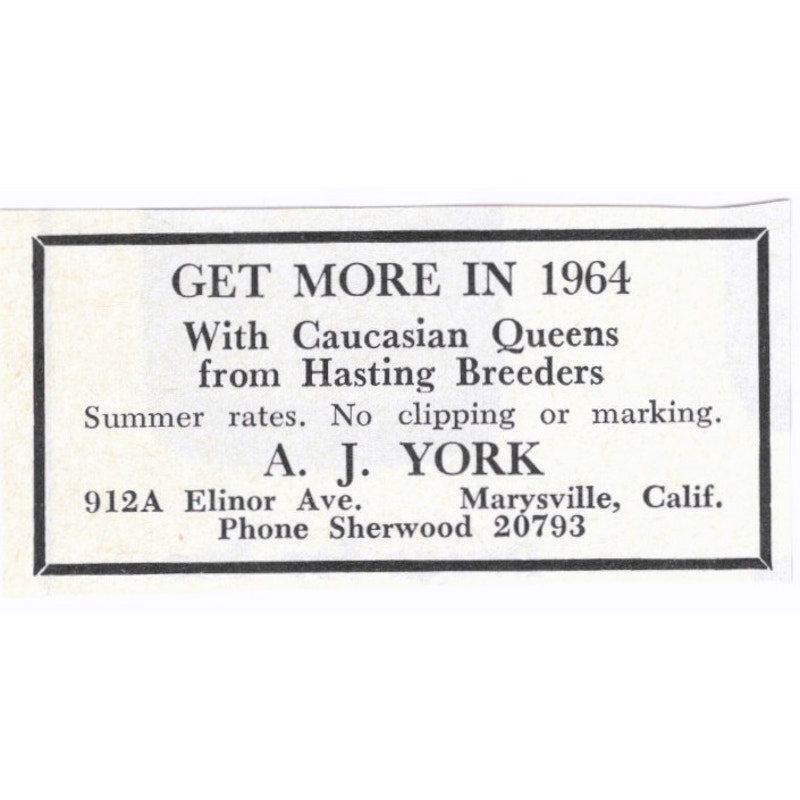 GET MORE IN 1964
With Caucasian Queens
from Hasting Breeders
Summer rates. No clipping or marking.
A. J. YORK
912A Elinor Ave. Marysville, Calif.
Phone Sherwood 20793